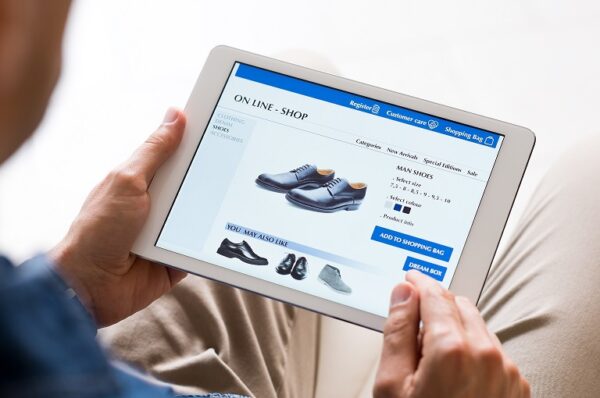 Register
Customer care
Shopping Bag
ON LINE - SHOP
Categories New Arrivals Special Editions Sale
CLOTHING
DENIM
SHOES
ACCESSORIES
MAN SHOES
. Select size
7,5 - 8 - 8,5 - 9 - 9,5 - 10
. Select colour
. Product info
ADD TO SHOPPING BAG
YOU MAY ALSO LIKE
DREAM BOX